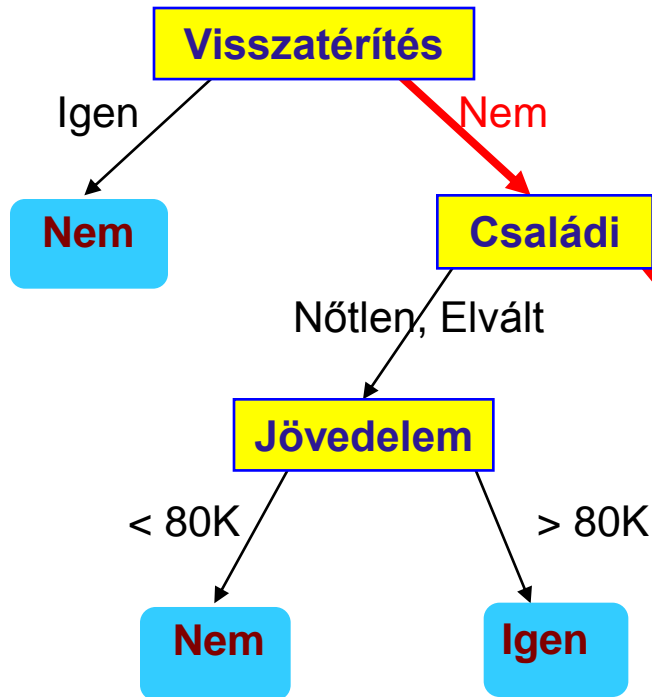 Visszatérítés
Igen
Nem
Nem
Családi
Nőtlen, Elvált
Jövedelem
< 80K
> 80K
Nem
Igen